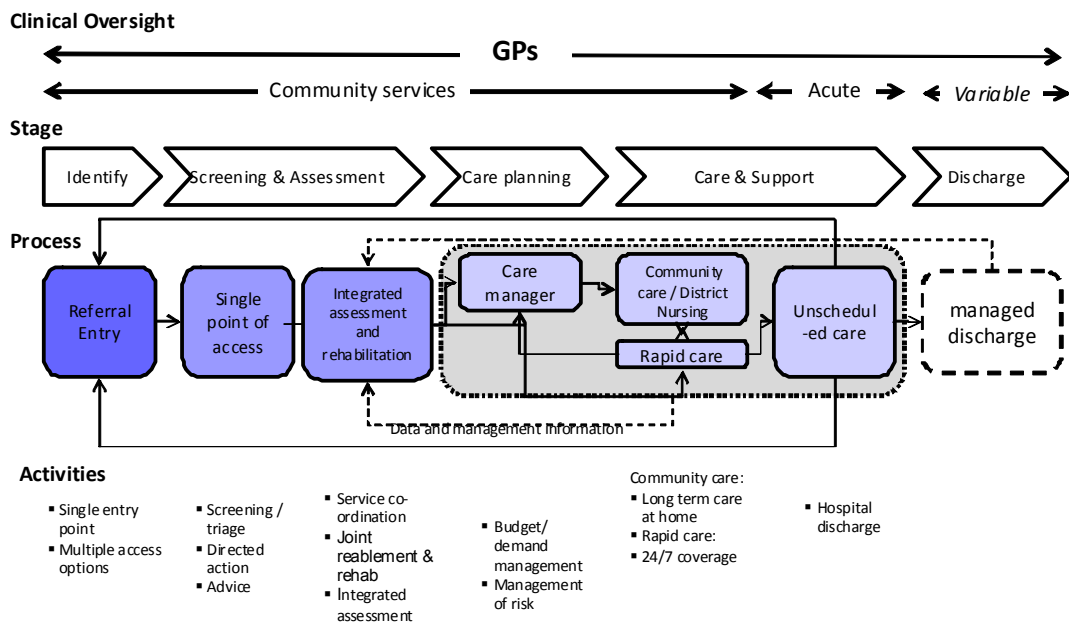 Clinical Oversight
GPs
Community services
Acute
Variable
Stage
Identify
Screening & Assessment
Care planning
Care & Support
Discharge
Process
Referral
Entry
Single
point of
access
Integrated
assessment
and
rehabilitation
Care
manager
Community
care / District
Nursing
Rapid care
Unschedul
-ed care
managed
discharge
Data and management information
Activities
▪ Single entry
point
▪ Multiple access
options
▪ Screening /
triage
▪ Directed
action
▪ Advice
▪ Service co-
ordination
▪ Joint
reablement &
rehab
▪ Integrated
assessment
▪ Budget/
demand
management
▪ Management
of risk
Community care:
▪ Long term care
at home
▪ Rapid care:
▪ 24/7 coverage
▪ Hospital
discharge